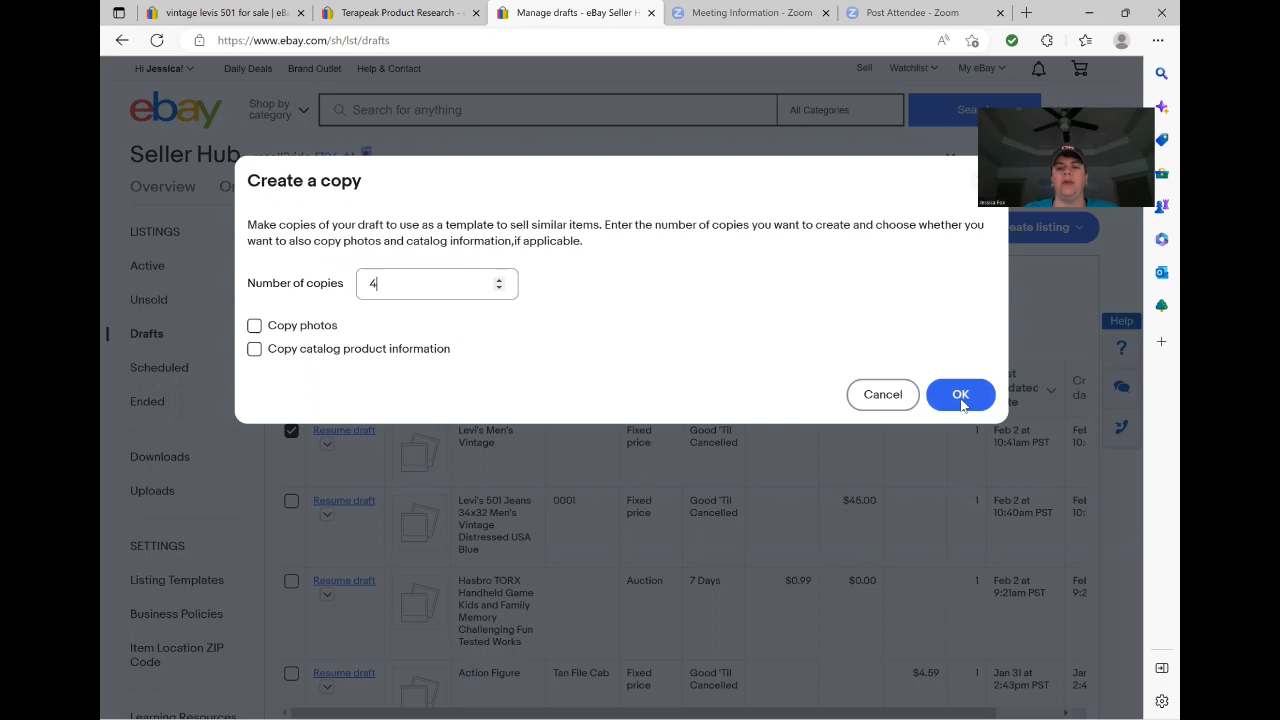 vintage levis 501 for sale | eBa
Terapeak Product Research - e
Manage drafts - eBay Seller H
Meeting Information - Zoom
Post Attendee - Zoom
https://www.ebay.com/sh/lst/drafts
Hi Jessica!
Daily Deals
Brand Outlet
Help & Contact
Sell
Watchlist
My eBay
ebay
Shop by
category
Search for anything
All Categories
Sea
Seller Hub
Overview
Or
Jessica Fox
Create a copy
Make copies of your draft to use as a template to sell similar items. Enter the number of copies you want to create and choose whether you
want to also copy photos and catalog information,if applicable.
Number of copies
4
Copy photos
Copy catalog product information
Cancel
OK
eate listing
LISTINGS
Active
Unsold
Drafts
Scheduled
Ended
Downloads
Uploads
SETTINGS
Listing Templates
Business Policies
Item Location ZIP
Code
Learning Resources
Help
Resume draft
Levi's Men's
Vintage
Fixed
price
Good 'Til
Cancelled
1
Feb 2 at
10:41am PST
Feb
10:
Resume draft
Levi's 501 Jeans
34x32 Men's
Vintage
Distressed USA
Blue
0001
Fixed
price
Good 'Til
Cancelled
$45.00
1
Feb 2 at
10:40am PST
Feb
10:
Resume draft
Hasbro TORX
Handheld Game
Kids and Family
Memory
Challenging Fun
Tested Works
Auction
7 Days
$0.99
$0.00
1
Feb 2 at
9:21am PST
Feb
9:2
Resume draft
Action Figure
Tan File Cab
Fixed
price
Good 'Til
Cancelled
$4.59
1
Jan 31 at
2:43pm PST
Jan
2:4